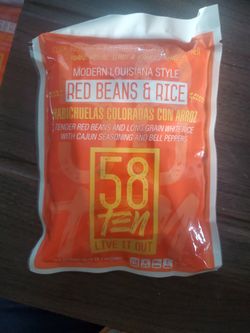 MODERN LOUISIANA STYLE
RED BEANS & RICE
HABICHUELAS COLORADAS CON ARROZ
TENDER RED BEANS AND LONG GRAIN WHITE RICE
WITH CAJUN SEASONING AND BELL PEPPERS
58
TEN
LIVE IT OUT